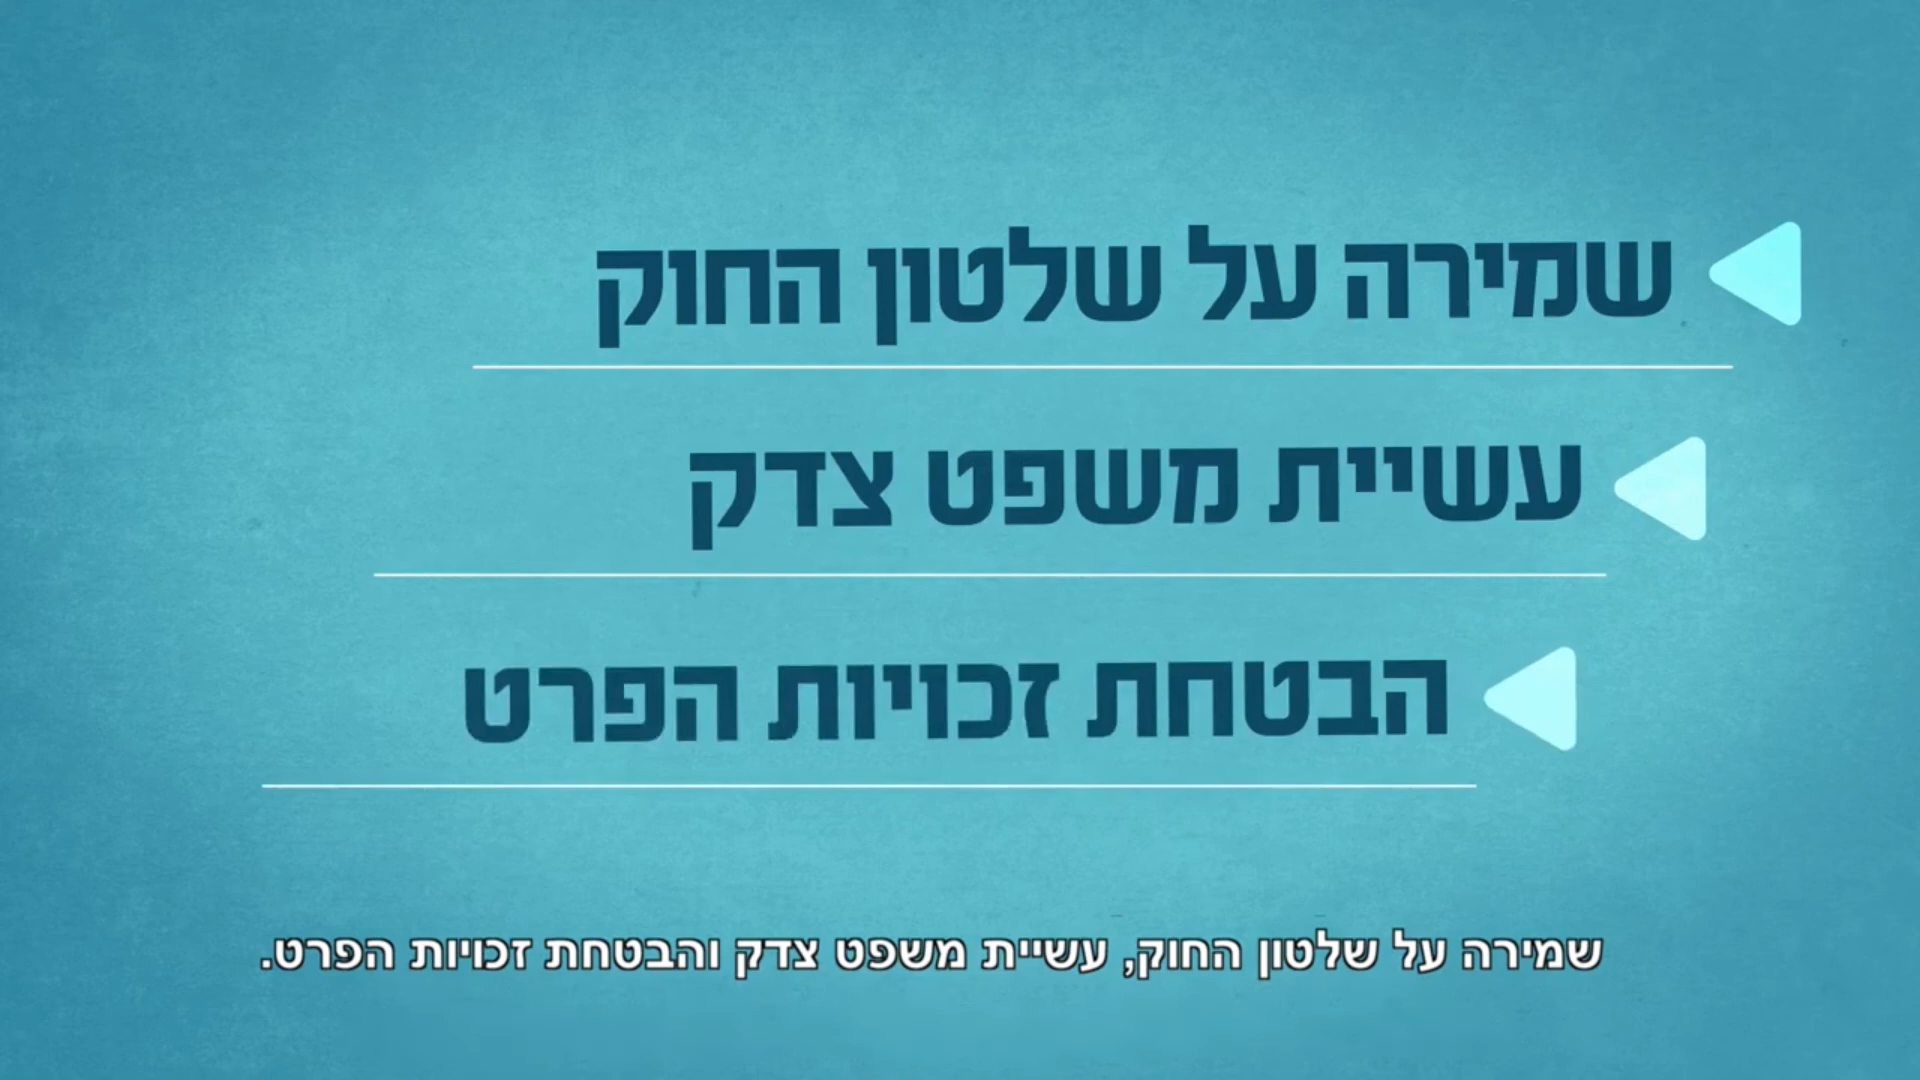 שמירה על שלטון החוק
עשיית משפט צדק
הבטחת זכויות הפרט
שמירה על שלטון החוק, עשיית משפט צדק והבטחת זכויות הפרט.